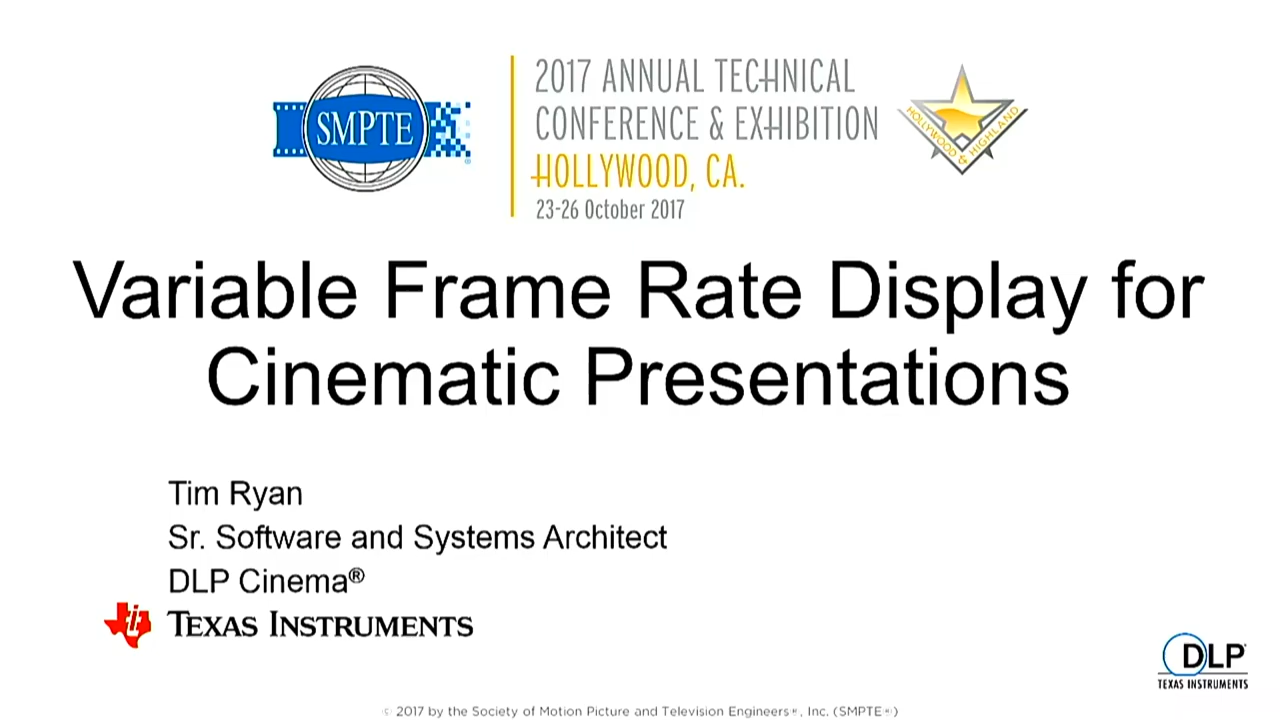 SMPTE
2017 ANNUAL TECHNICAL
CONFERENCE & EXHIBITION
HOLLYWOOD, CA.
23-26 October 2017
HOLLYWOOD & HIGHLAND
Variable Frame Rate Display for
Cinematic Presentations
Tim Ryan
Sr. Software and Systems Architect
DLP Cinema®
TEXAS INSTRUMENTS
DLP
TEXAS INSTRUMENTS
© 2017 by the Society of Motion Picture and Television Engineers®, Inc. (SMPTE®)